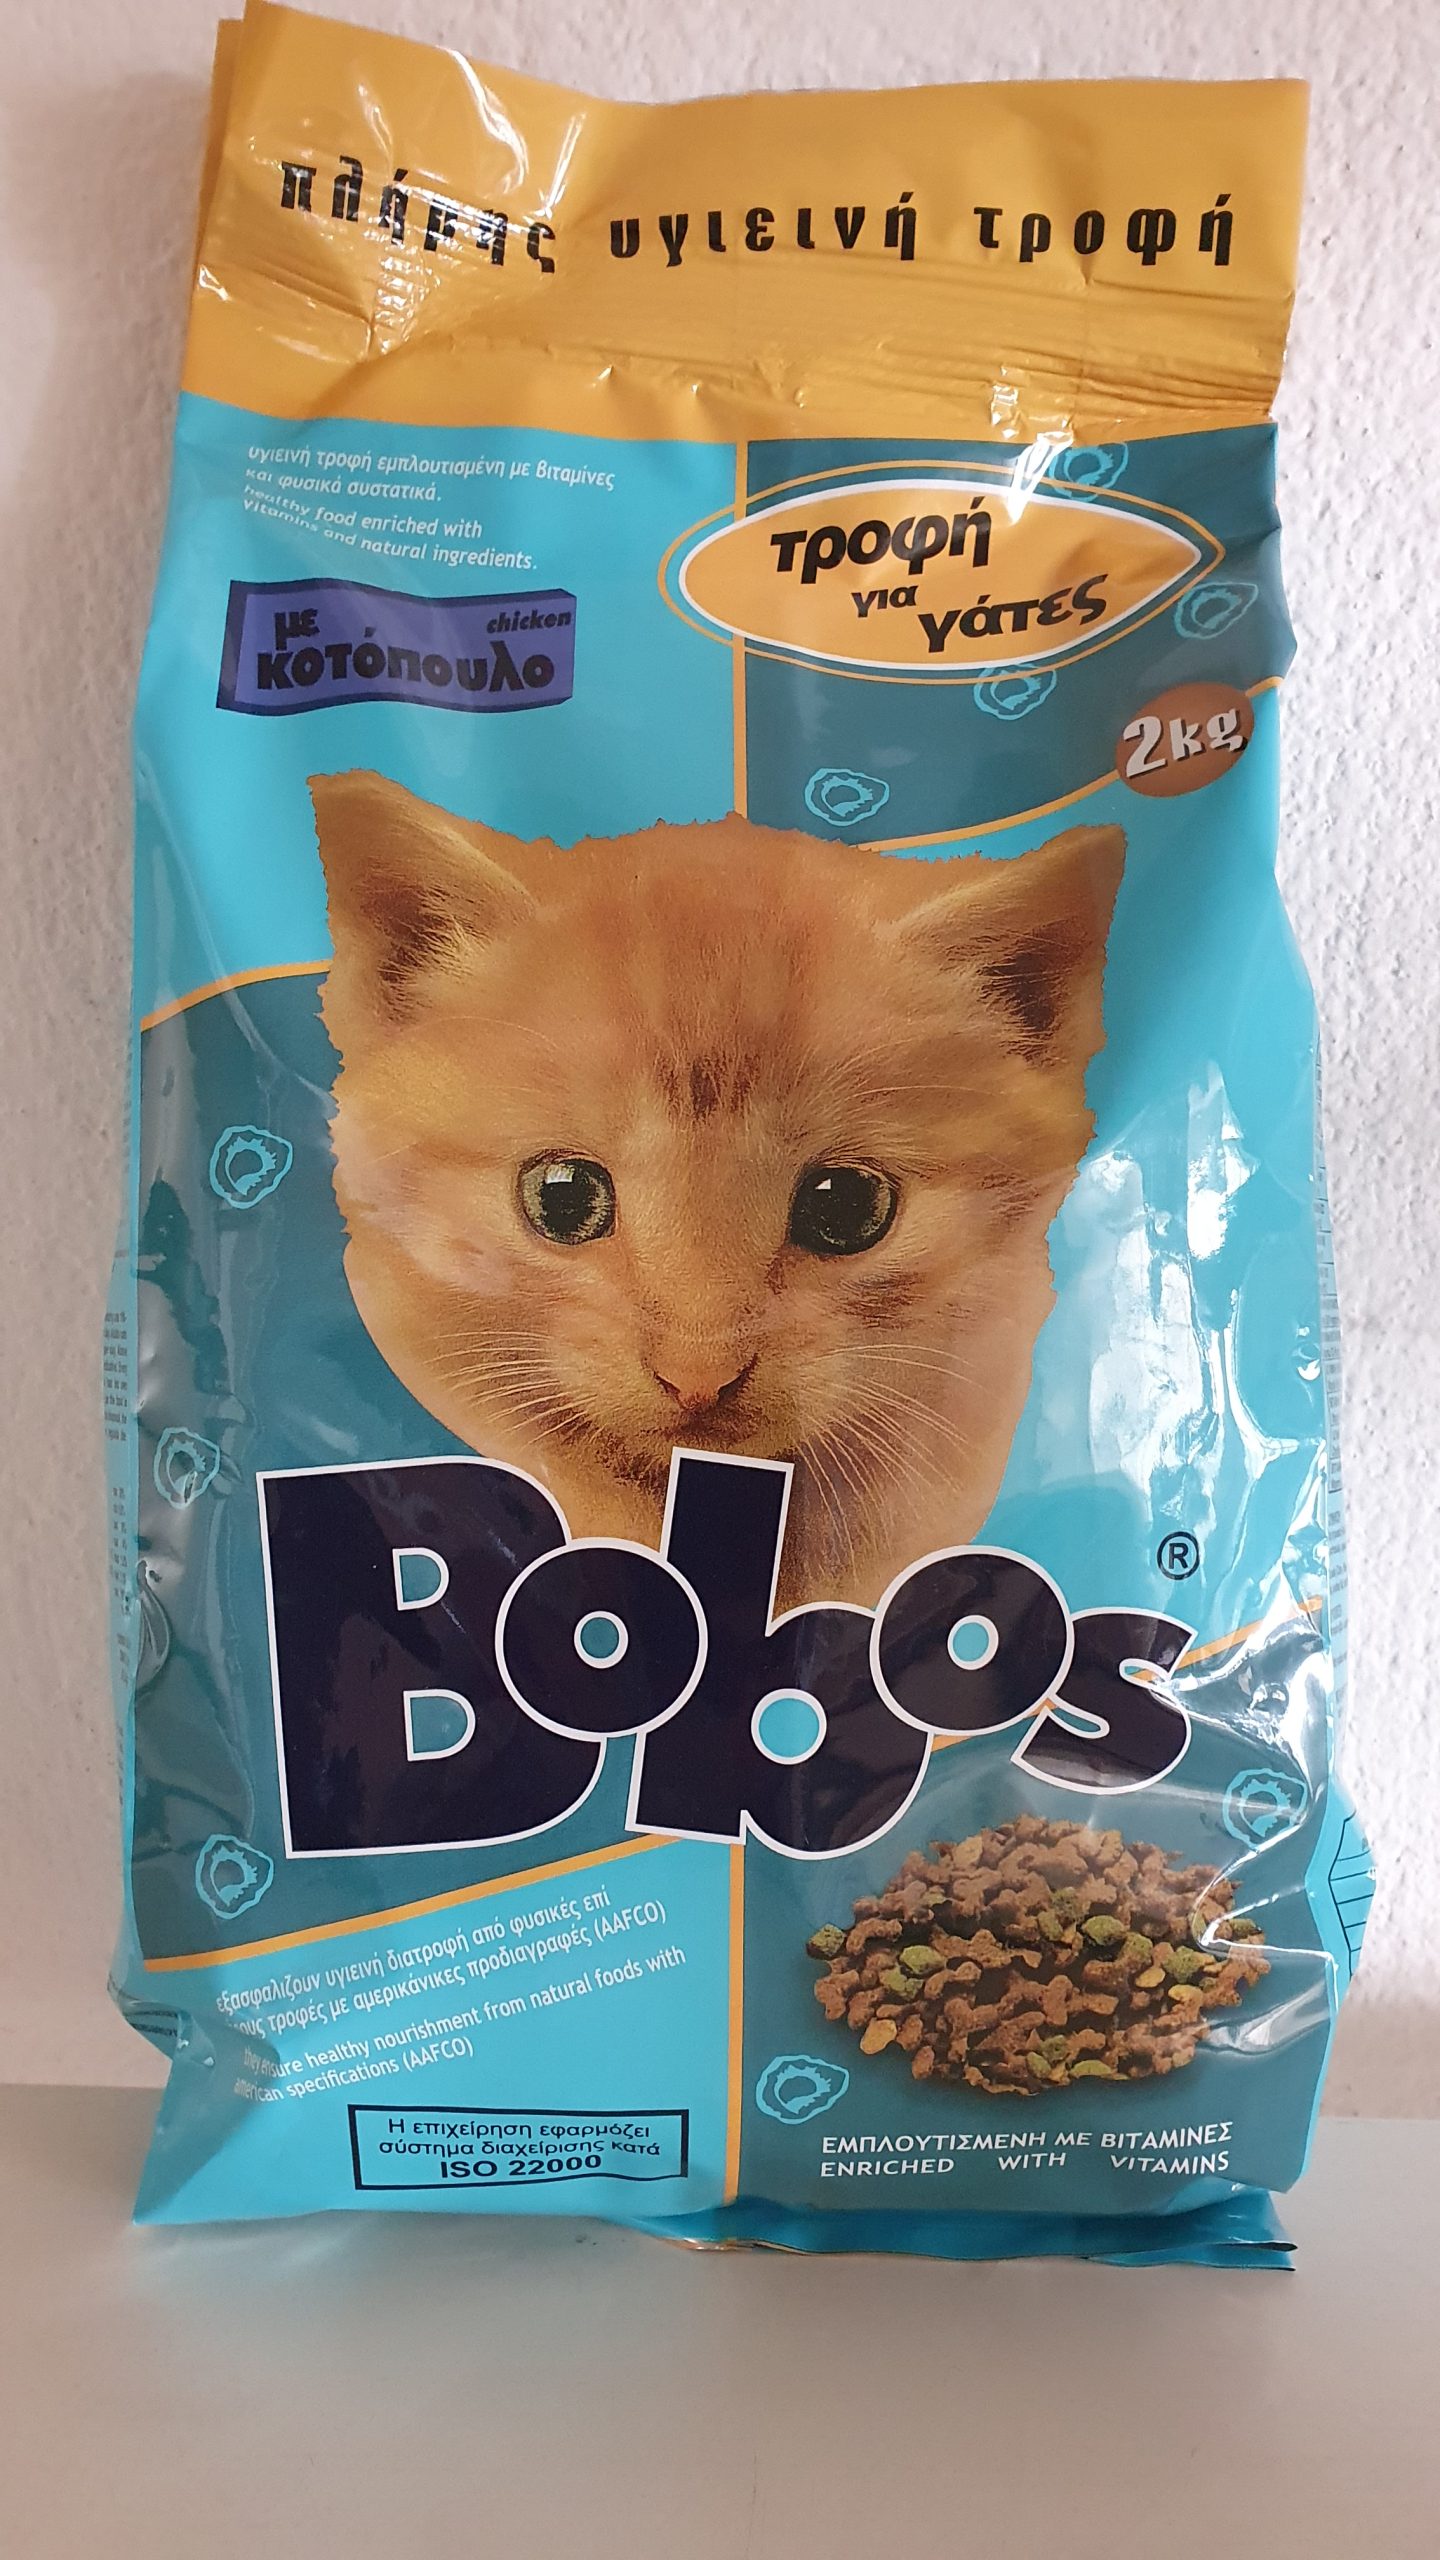 πλήρης υγιεινή τροφή
υγιεινή τροφή εμπλουτισμένη με βιταμίνες
και φυσικά συστατικά.
healthy food enriched with
vitamins and natural ingredients.
με chicken
κοτόπουλο
τροφή
για
γάτες
2kg
Bobos ®
εξασφαλιζουν υγιεινή διατροφή από φυσικές επί
τροφές με αμερικάνικες προδιαγραφές (AAFCO)
they ensure healthy nourishment from natural foods with
american specifications (AAFCO)
Η επιχείρηση εφαρμόζει
σύστημα διαχείρισης κατά
ISO 22000
ΕΜΠΛΟΥΤΙΣΜΕΝΗ ΜΕ ΒΙΤΑΜΙΝΕΣ
ENRICHED WITH VITAMINS